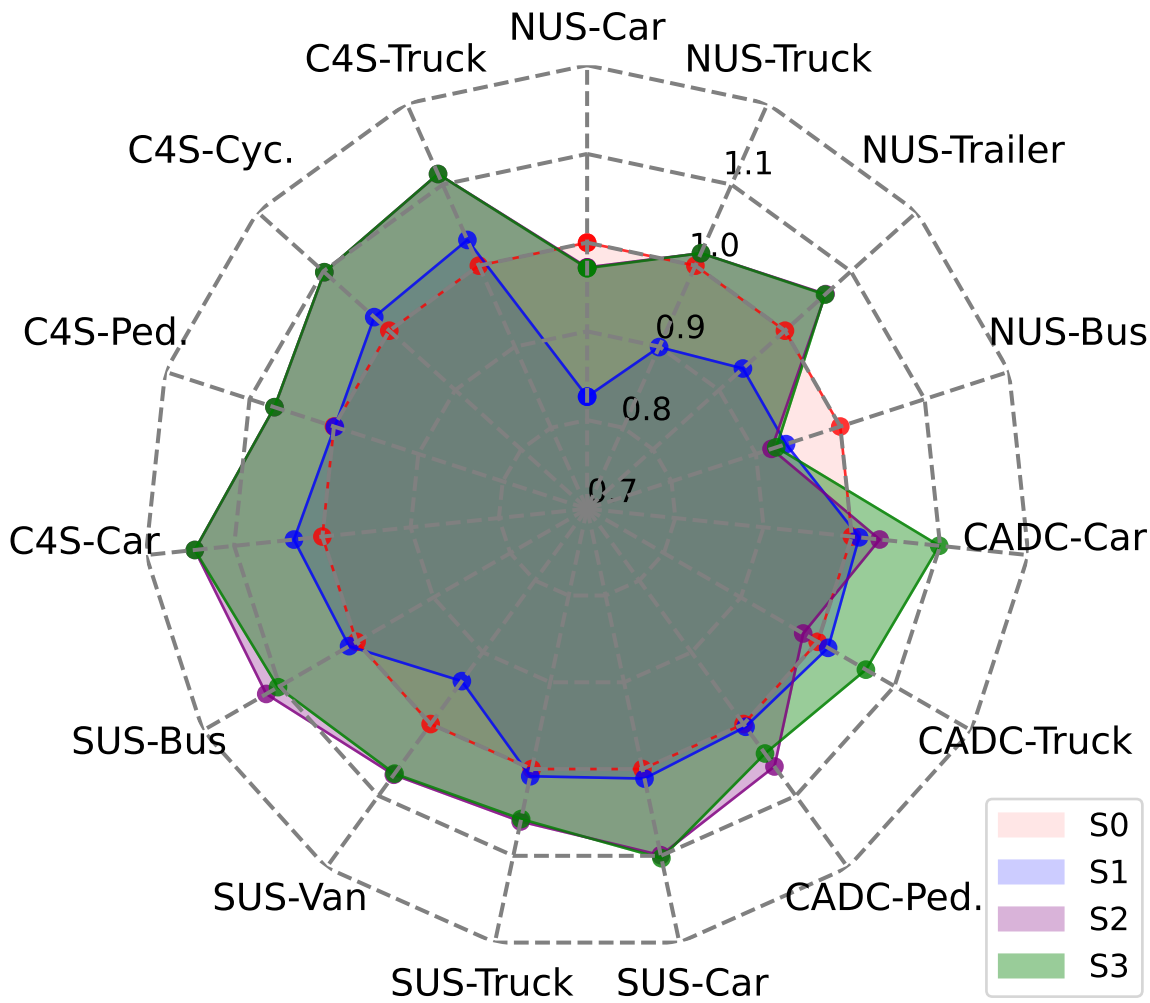 NUS-Car
C4S-Truck
NUS-Truck
C4S-Cyc.
NUS-Trailer
1.1
1.0
C4S-Ped.
0.9
NUS-Bus
0.8
0.7
C4S-Car
CADC-Car
SUS-Bus
CADC-Truck
SUS-Van
CADC-Ped.
SUS-Truck
SUS-Car
S0
S1
S2
S3